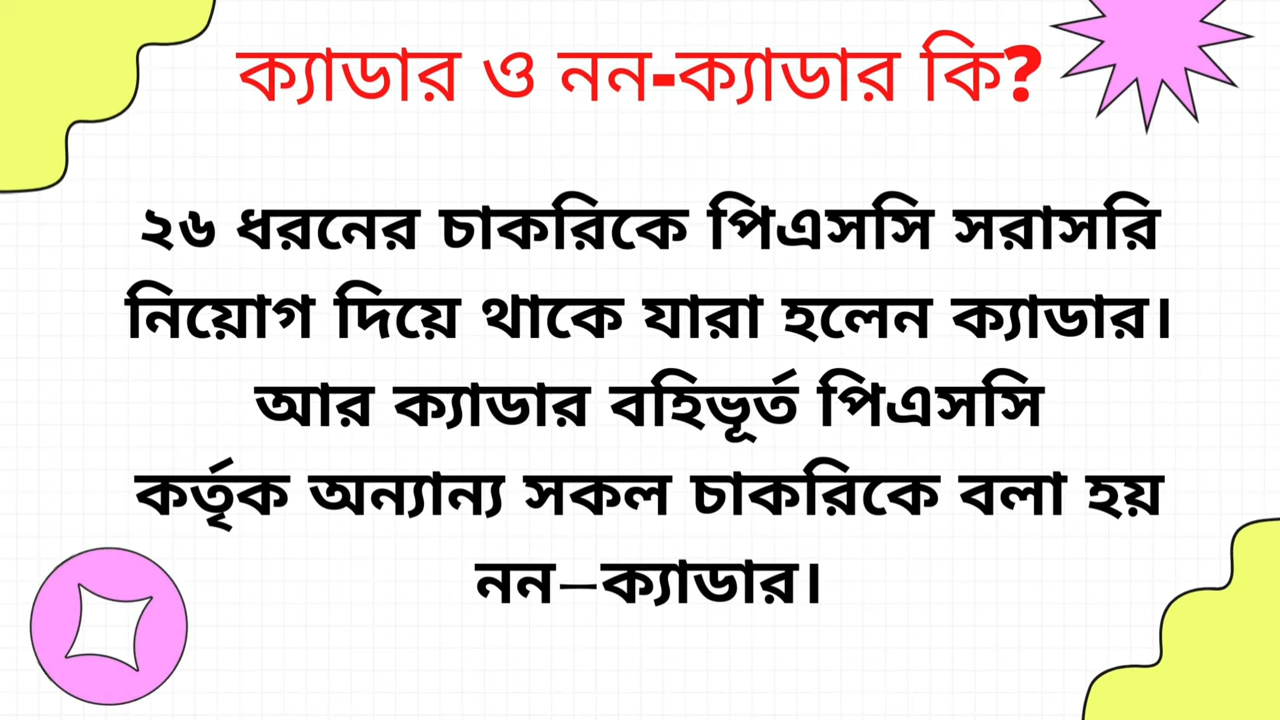 ক্যাডার ও নন-ক্যাডার কি?
২৬ ধরনের চাকরিকে পিএসসি সরাসরি
নিয়োগ দিয়ে থাকে যারা হলেন ক্যাডার।
আর ক্যাডার বহিভূর্ত পিএসসি
কর্তৃক অন্যান্য সকল চাকরিকে বলা হয়
নন–ক্যাডার।